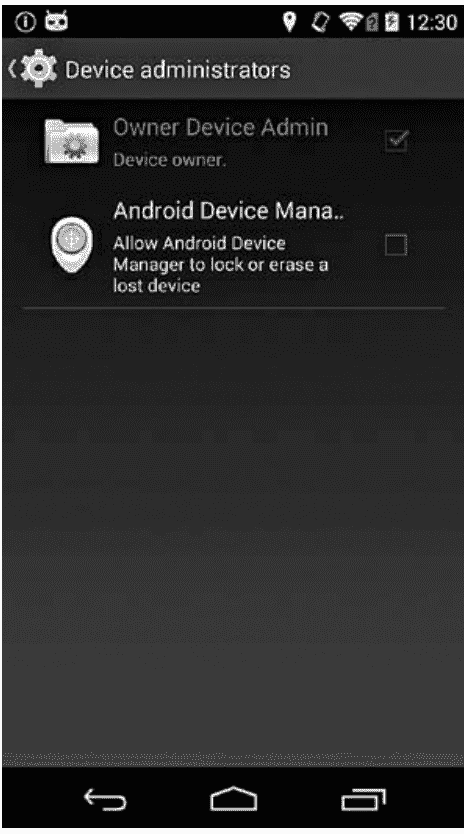 12:30
Device administrators
Owner Device Admin
Device owner.
Android Device Mana..
Allow Android Device
Manager to lock or erase a
lost device